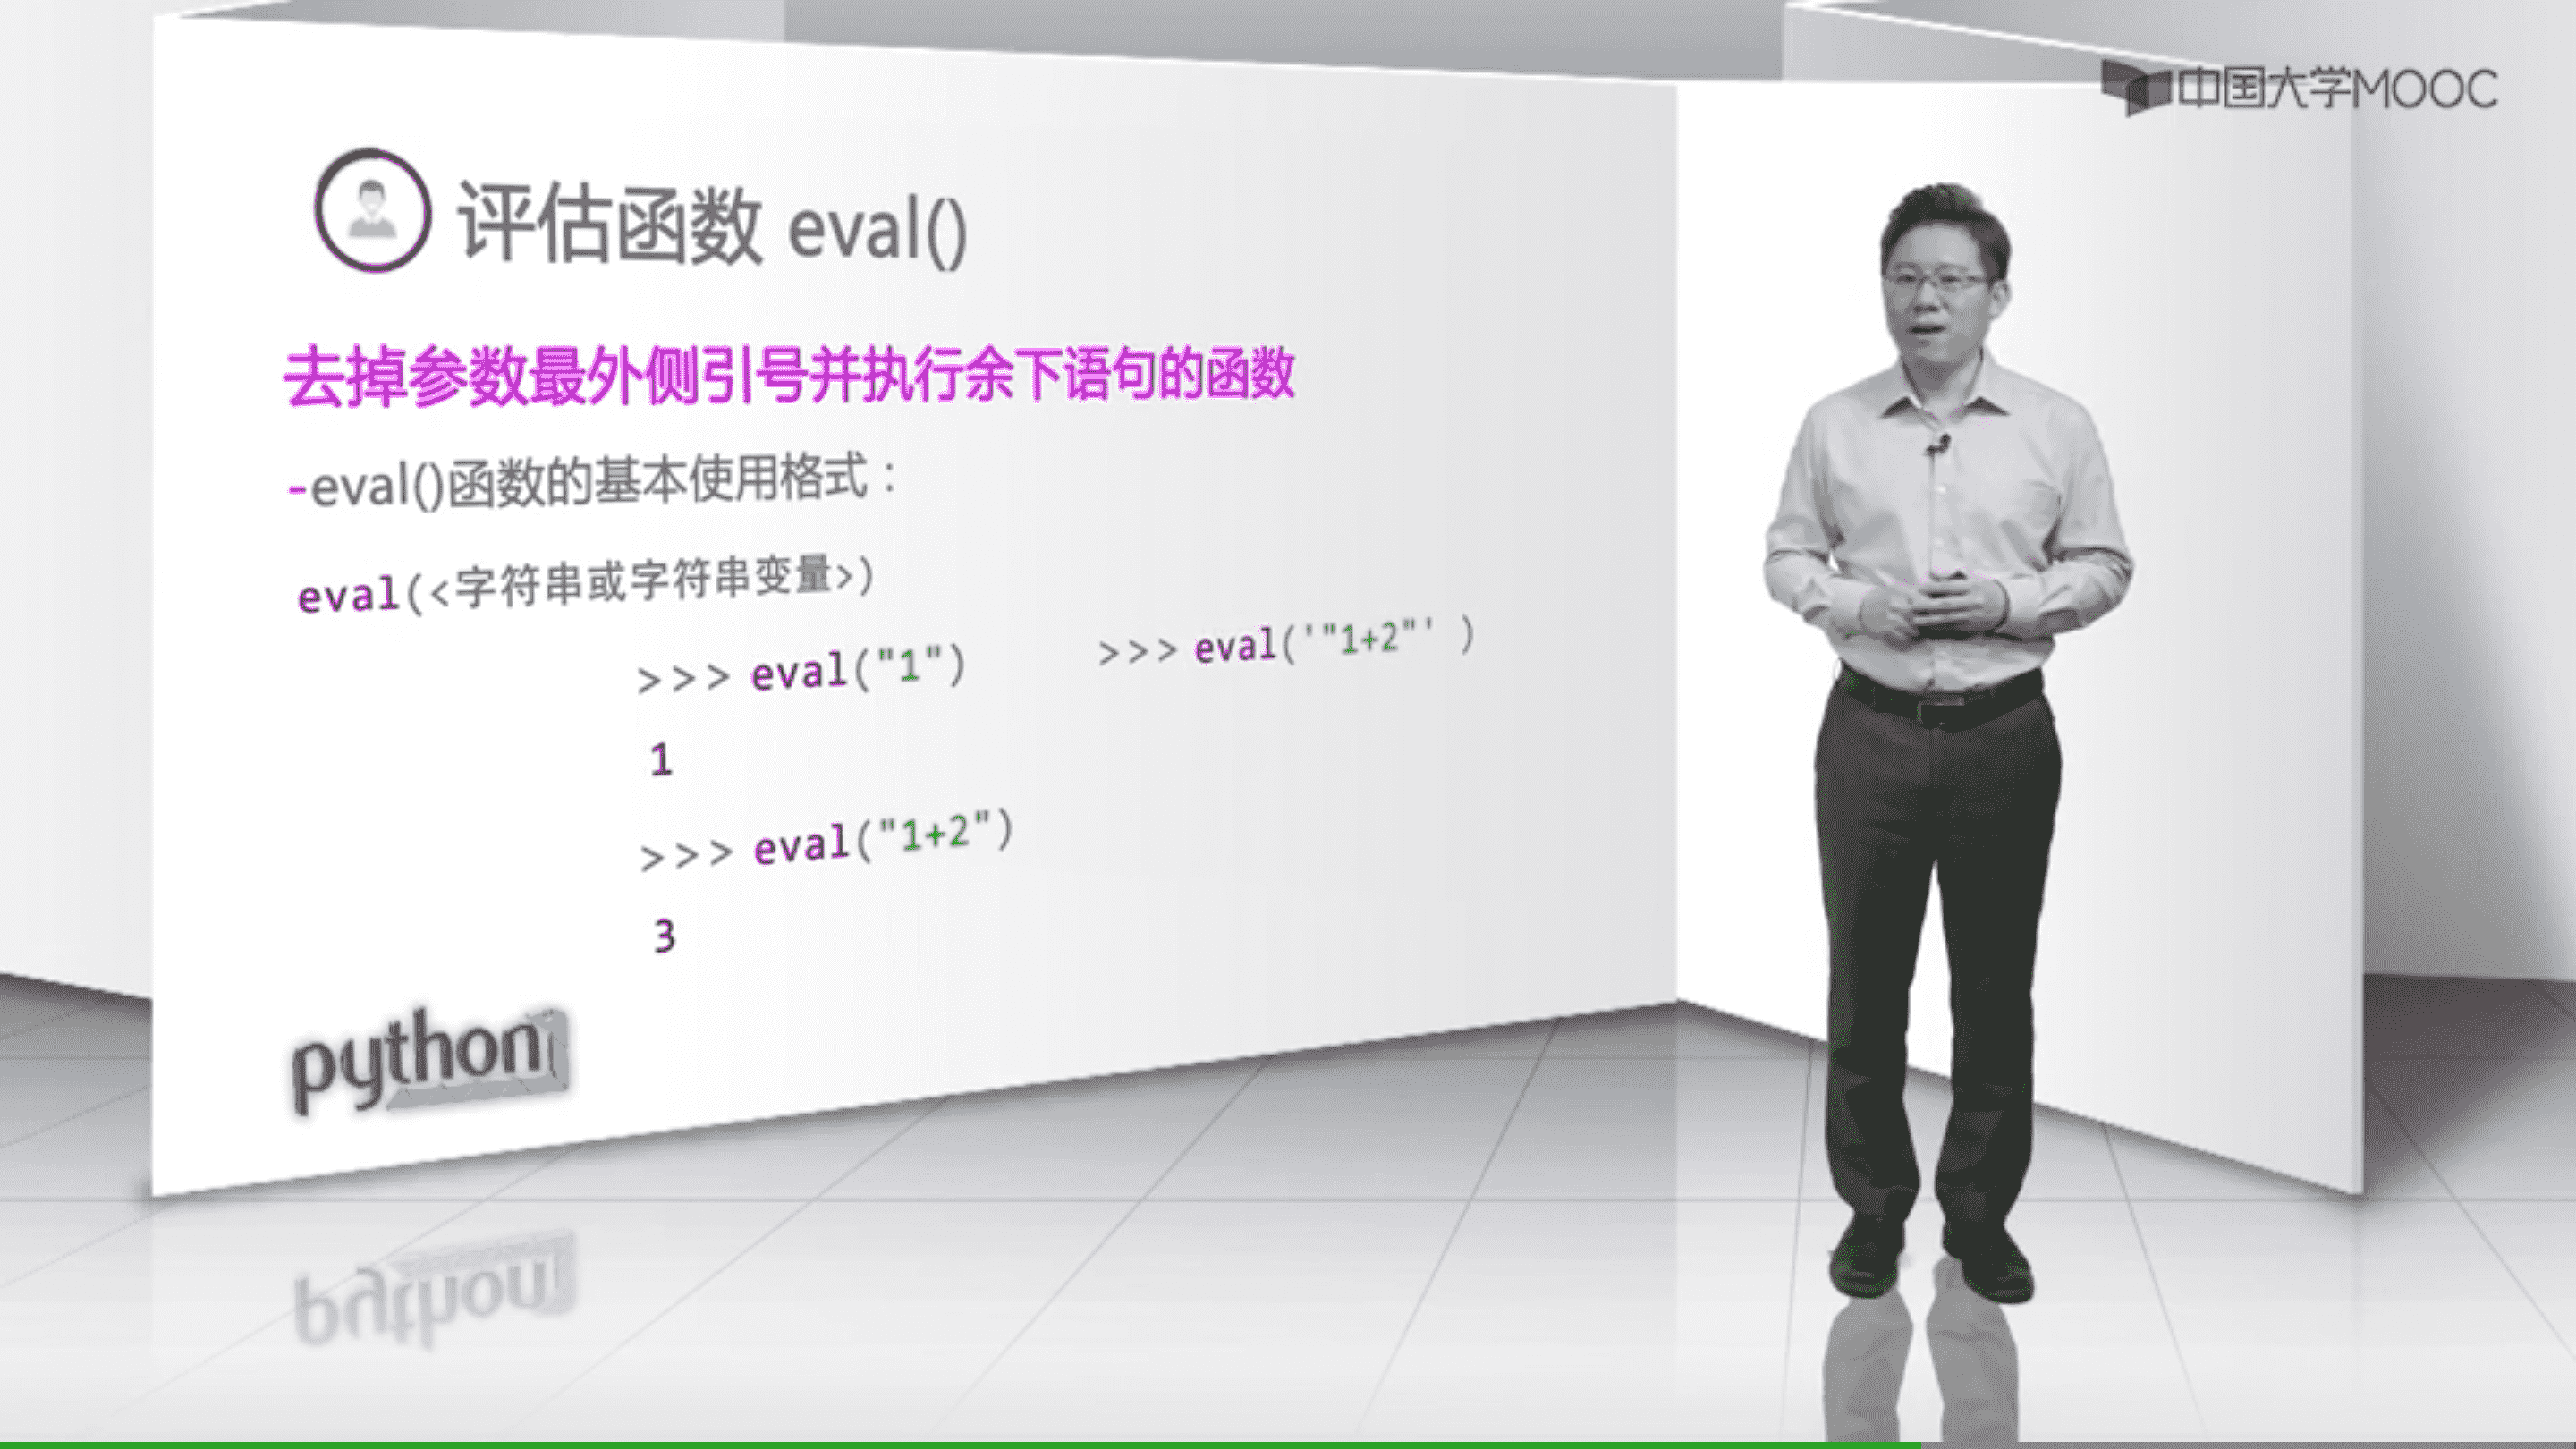 中国大学MOOC
评估函数 eval()
去掉参数最外侧引号并执行余下语句的函数
-eval()函数的基本使用格式：
eval(<字符串或字符串变量>)
>>> eval("1")
1
>>> eval("1+2")
3
>>> eval('"1+2"' )
python